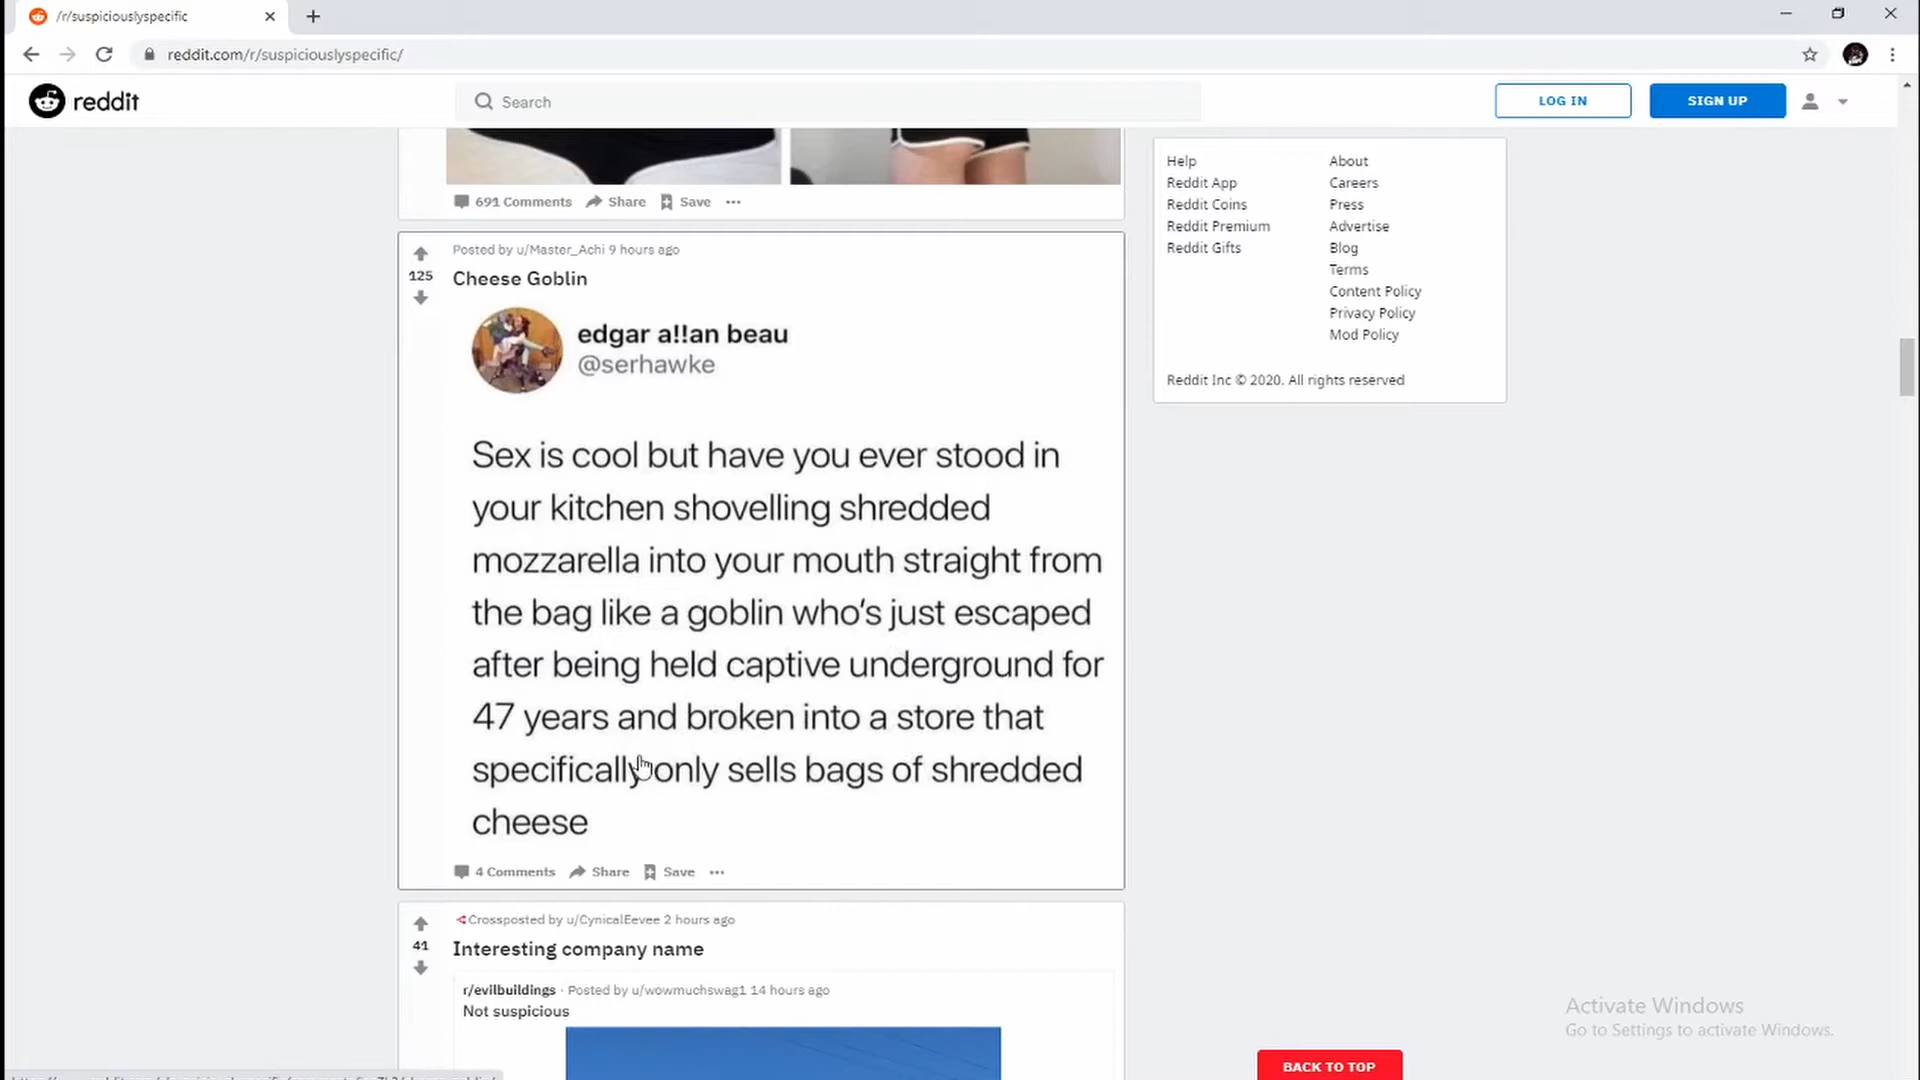 /r/suspiciouslyspecific
reddit.com/r/suspiciouslyspecific/
reddit
Search
LOG IN
SIGN UP
691 Comments Share Save
Help
About
Reddit App
Careers
Reddit Coins
Press
Reddit Premium
Advertise
Reddit Gifts
Blog
Terms
Content Policy
Privacy Policy
Mod Policy
Reddit Inc © 2020. All rights reserved
Posted by u/Master_Achi 9 hours ago
125
Cheese Goblin
edgar a!!an beau
@serhawke
Sex is cool but have you ever stood in
your kitchen shovelling shredded
mozzarella into your mouth straight from
the bag like a goblin who's just escaped
after being held captive underground for
47 years and broken into a store that
specifically only sells bags of shredded
cheese
4 Comments Share Save
Crossposted by u/CynicalEevee 2 hours ago
41
Interesting company name
r/evilbuildings · Posted by u/wowmuchswag1 14 hours ago
Not suspicious
Activate Windows
Go to Settings to activate Windows.
BACK TO TOP